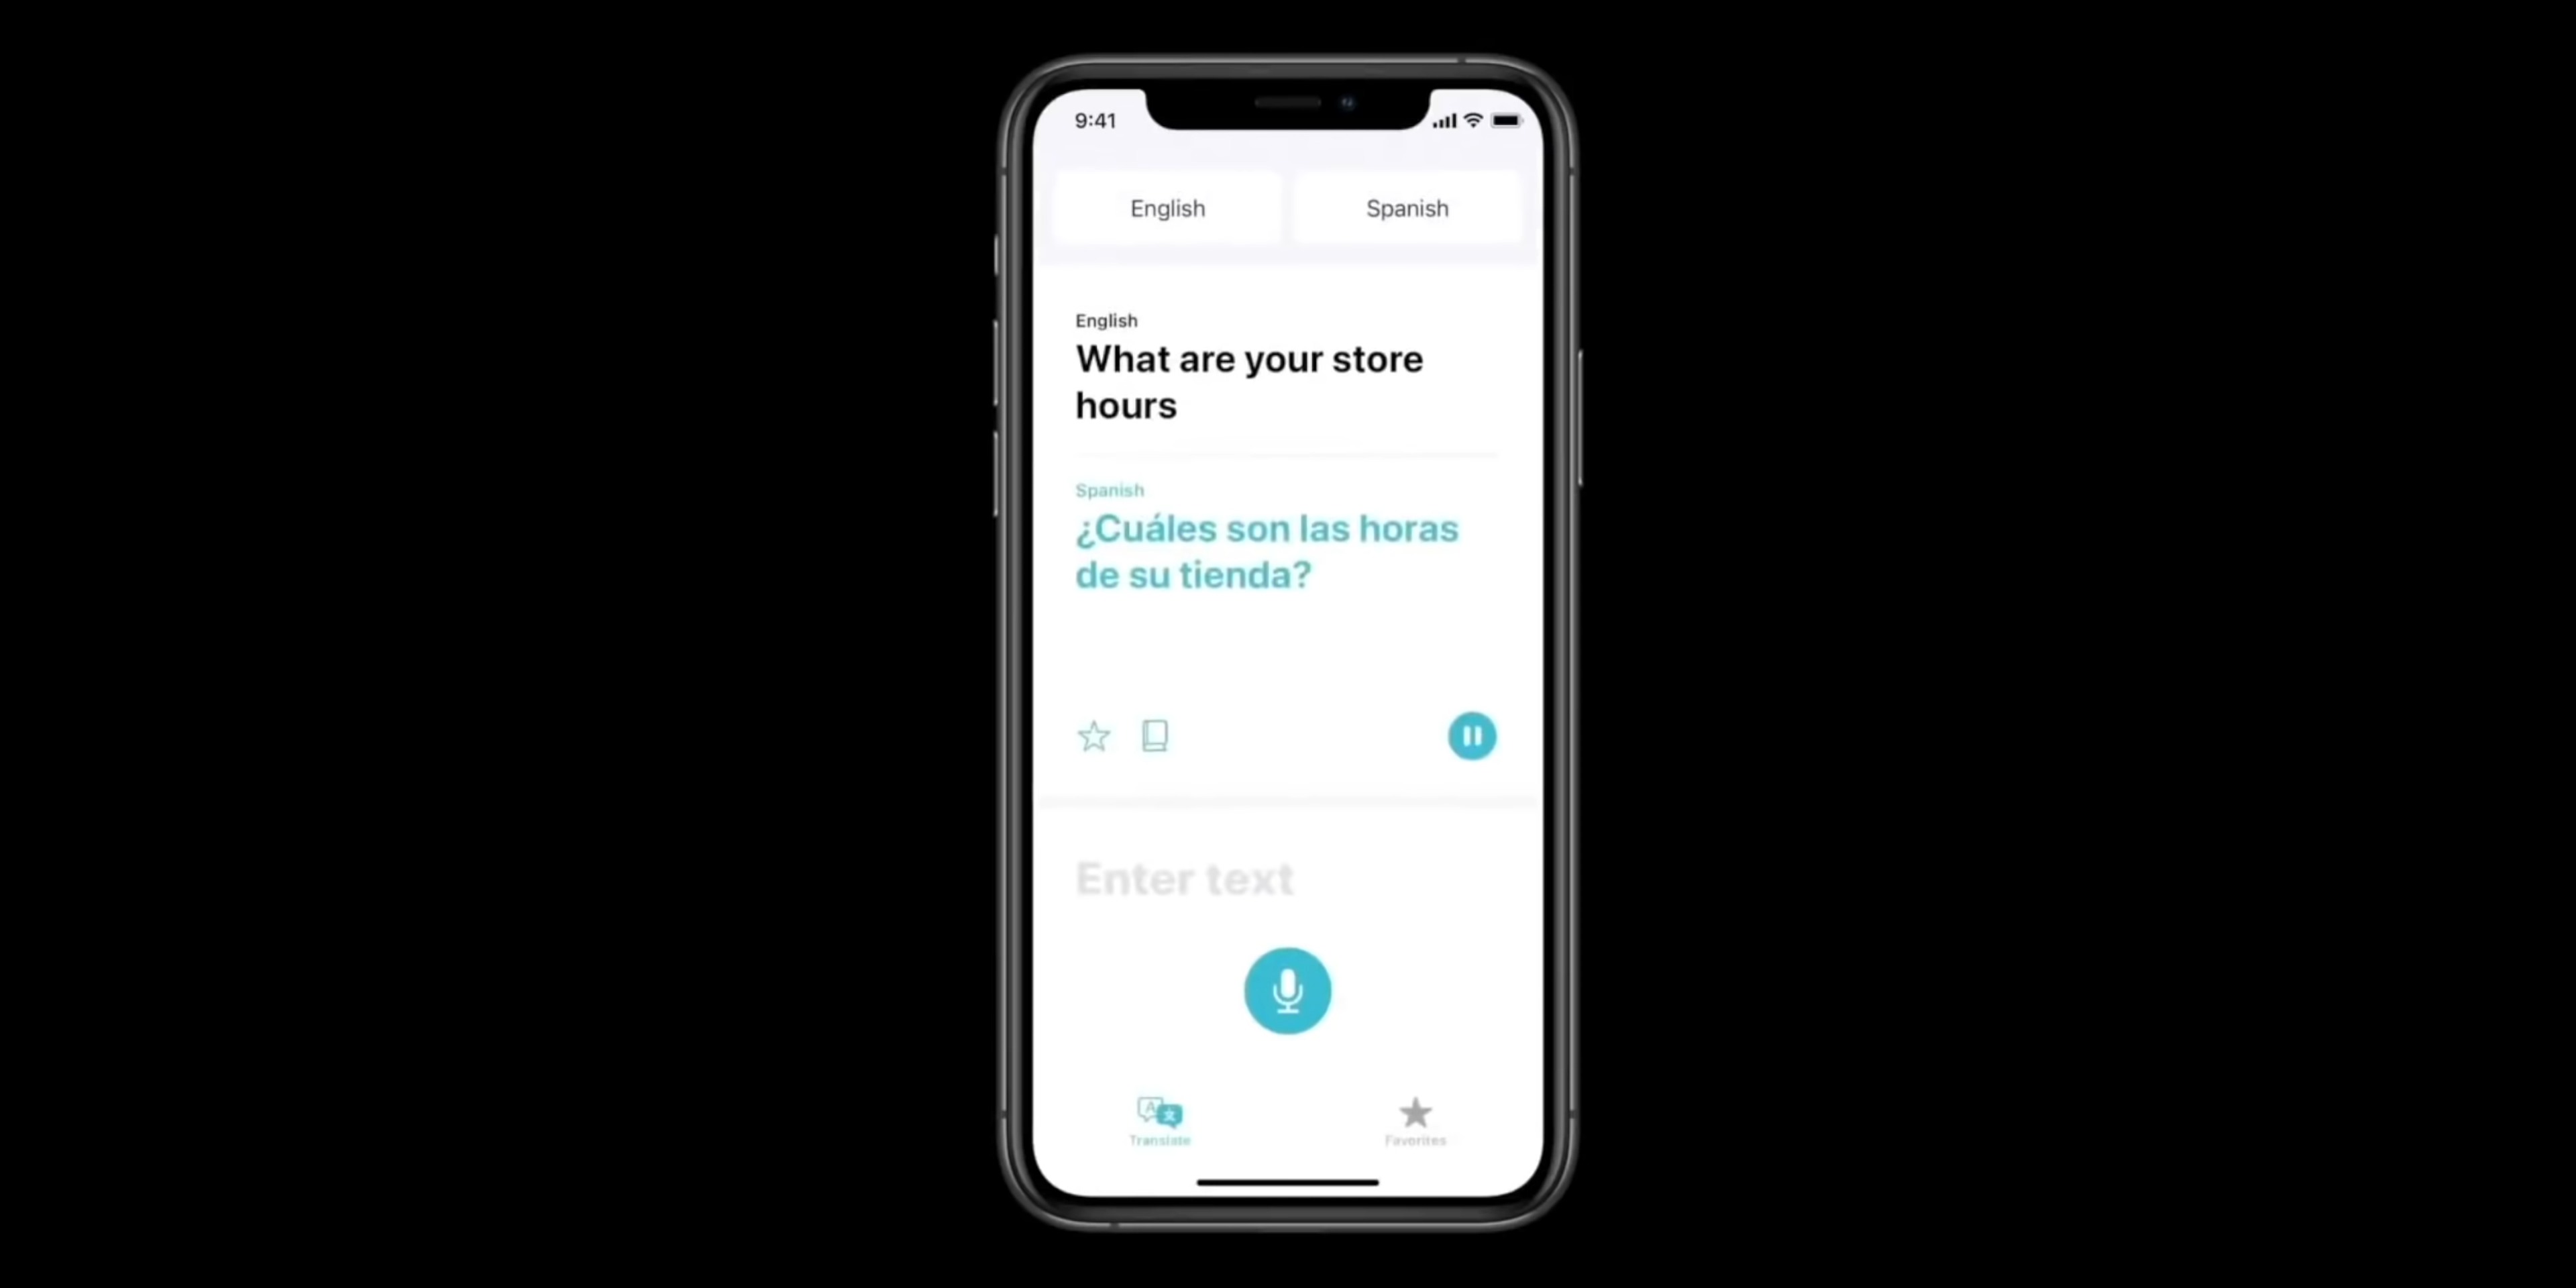 9:41
English
Spanish
English
What are your store
hours
Spanish
¿Cuáles son las horas
de su tienda?
Enter text
A
文
Translate
Favorites